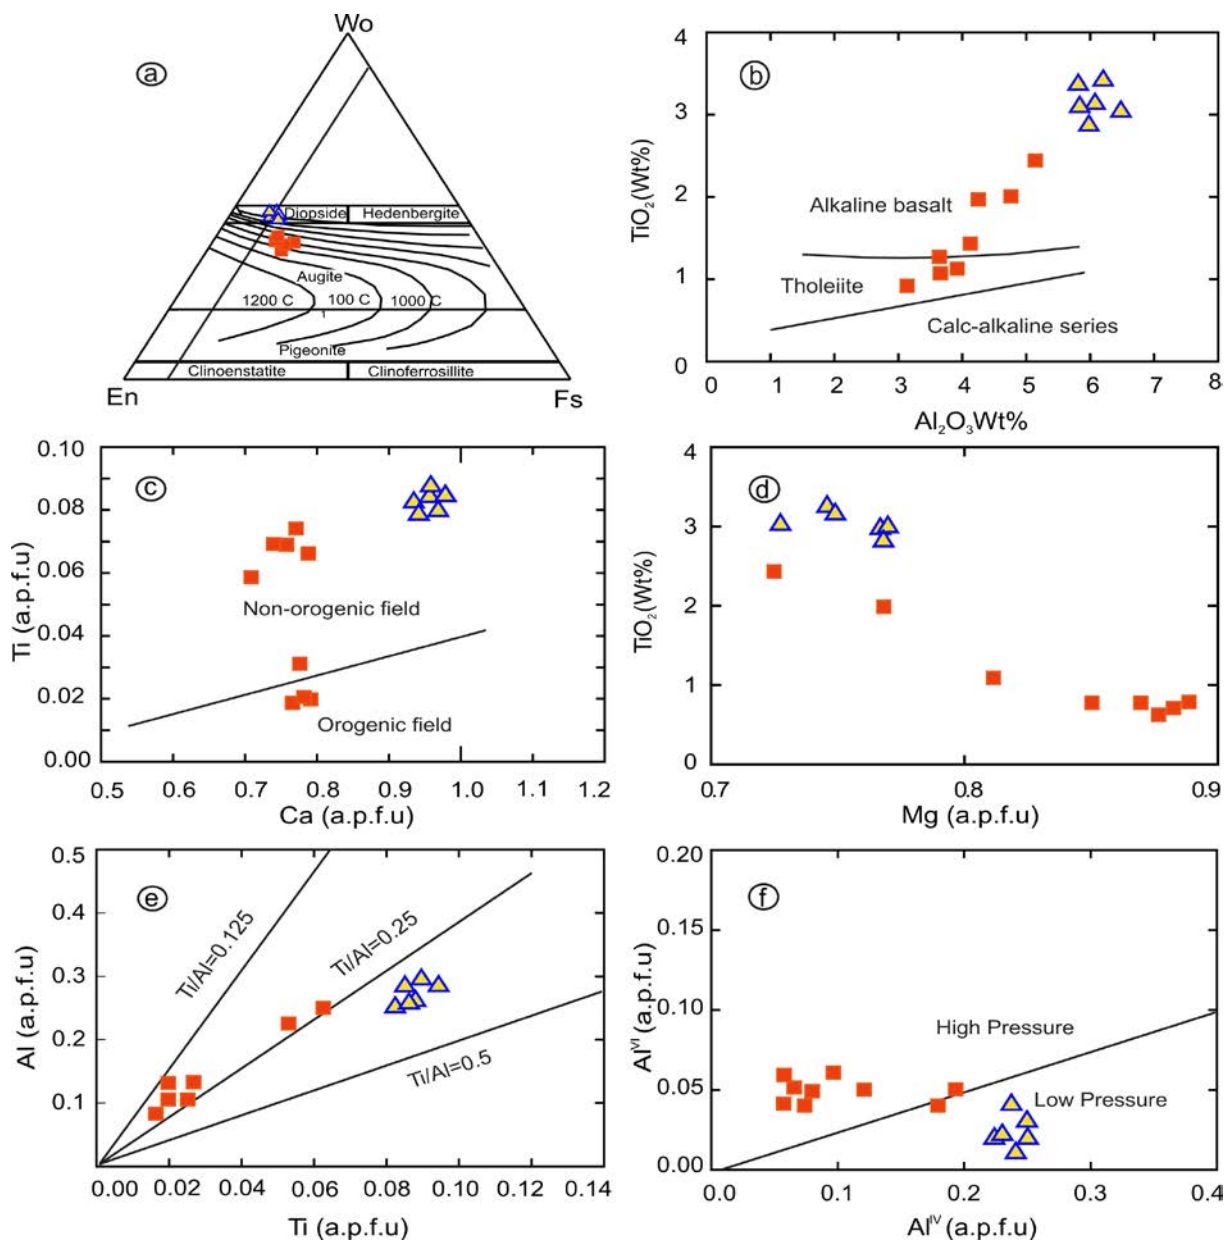 Wo
a
Diopside Hedenbergite
Augite
1200 C 100 C 1000 C
1
Pigeonite
Clinoenstatite Clinoferrosillite
En Fs
b
4
3
2
1
0
TiO₂(Wt%)
Alkaline basalt
Tholeiite
Calc-alkaline series
0 1 2 3 4 5 6 7 8
Al₂O₃Wt%
c
0.10
0.08
0.06
0.04
0.02
0.00
Ti (a.p.f.u)
Non-orogenic field
Orogenic field
0.5 0.6 0.7 0.8 0.9 1.0 1.1 1.2
Ca (a.p.f.u)
d
4
3
2
1
0
TiO₂(Wt%)
0.7 0.8 0.9
Mg (a.p.f.u)
e
0.5
0.4
0.3
0.2
0.1
Al (a.p.f.u)
Ti/Al=0.125
Ti/Al=0.25
Ti/Al=0.5
0.00 0.02 0.04 0.06 0.08 0.10 0.12 0.14
Ti (a.p.f.u)
f
0.20
0.15
0.10
0.05
0.00
Alⱽᴵ (a.p.f.u)
High Pressure
Low Pressure
0.0 0.1 0.2 0.3 0.4
Alᴵⱽ (a.p.f.u)